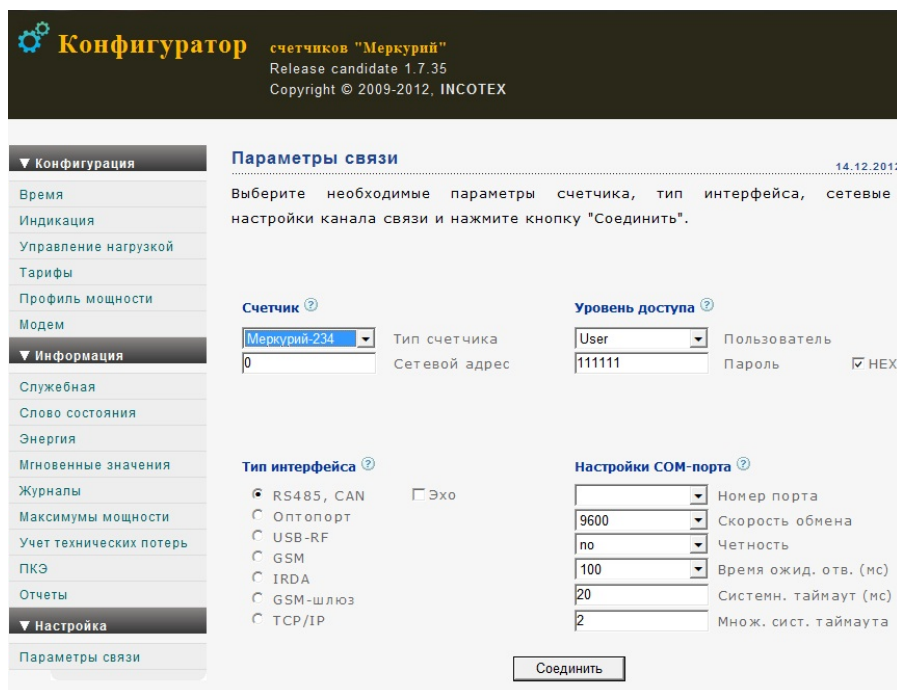 Конфигуратор
счетчиков "Меркурий"
Release candidate 1.7.35
Copyright © 2009-2012, INCOTEX
▼ Конфигурация
Время
Индикация
Управление нагрузкой
Тарифы
Профиль мощности
Модем
▼ Информация
Служебная
Слово состояния
Энергия
Мгновенные значения
Журналы
Максимумы мощности
Учет технических потерь
ПКЭ
Отчеты
▼ Настройка
Параметры связи
Параметры связи
14.12.2012
Выберите необходимые параметры счетчика, тип интерфейса, сетевые
настройки канала связи и нажмите кнопку "Соединить".
Счетчик ?
Меркурий-234 Тип счетчика
0 Сетевой адрес
Уровень доступа ?
User Пользователь
111111 Пароль HEX
Тип интерфейса ?
RS485, CAN Эхо
Оптопорт
USB-RF
GSM
IRDA
GSM-шлюз
TCP/IP
Настройки COM-порта ?
Номер порта
9600 Скорость обмена
no Четность
100 Время ожид. отв. (мс)
20 Системн. таймаут (мс)
2 Множ. сист. таймаута
Соединить